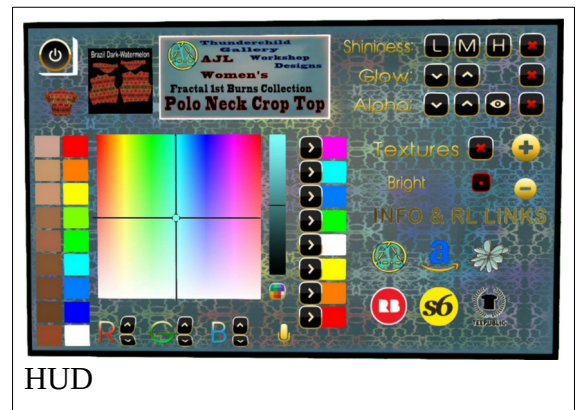 Brazil Dark-Watermelon
Thunderchild
Gallery
AJL Workshop
Designs
Women's
Fractal 1st Burns Collection
Polo Neck Crop Top
Shininess: L M H
Glow:
Alpha:
Textures
Bright
INFO & RL LINKS
a
RB s6 TEEPUBLIC
R G B
HUD